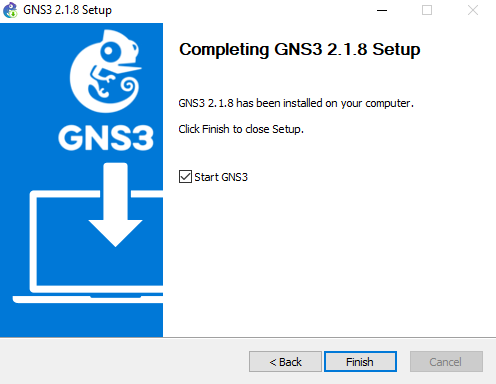 GNS3 2.1.8 Setup
Completing GNS3 2.1.8 Setup
GNS3 2.1.8 has been installed on your computer.
GNS3
Click Finish to close Setup.
Start GNS3
< Back
Finish
Cancel